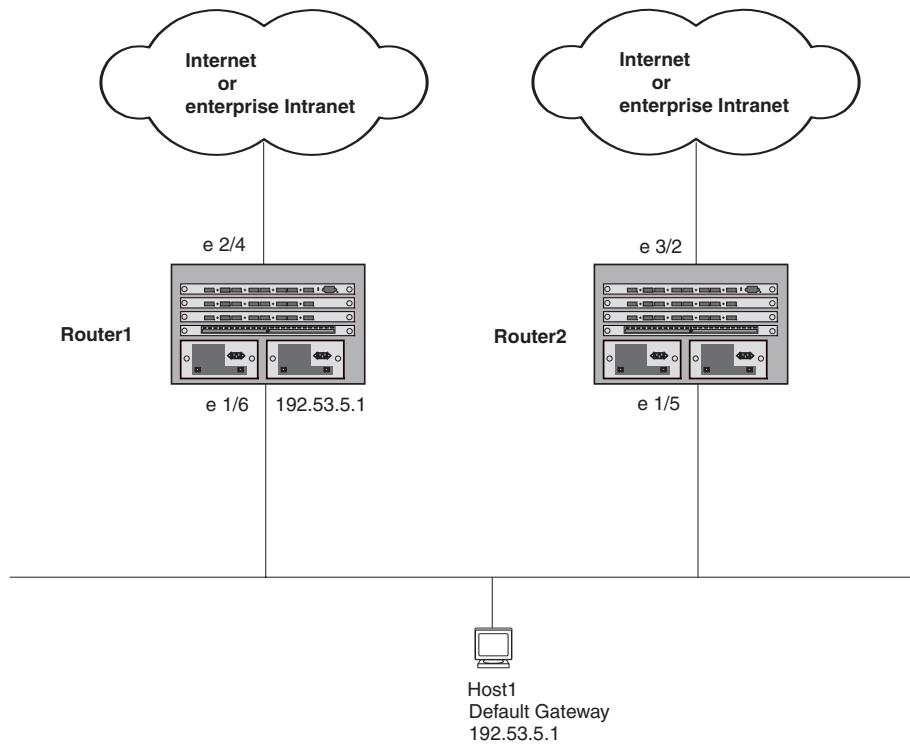 Internet
or
enterprise Intranet
Internet
or
enterprise Intranet
e 2/4
e 3/2
Router1
Router2
e 1/6
192.53.5.1
e 1/5
Host1
Default Gateway
192.53.5.1